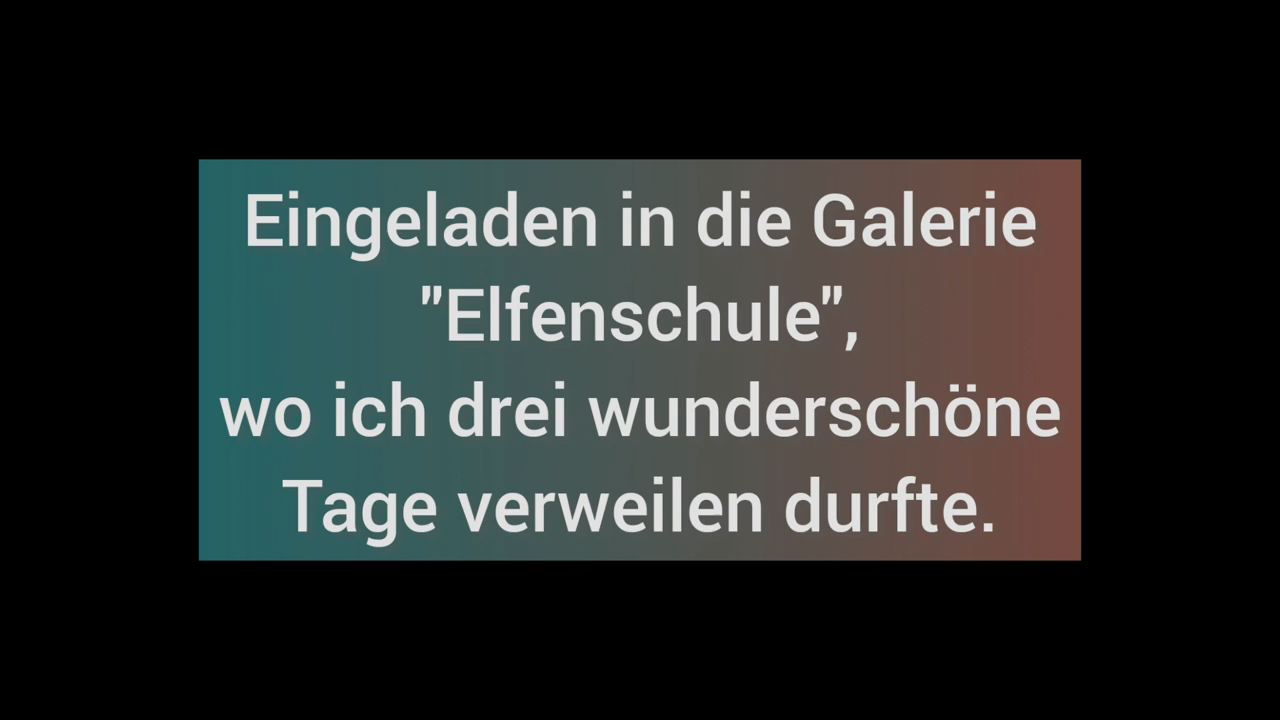 Eingeladen in die Galerie
"Elfenschule",
wo ich drei wunderschöne
Tage verweilen durfte.